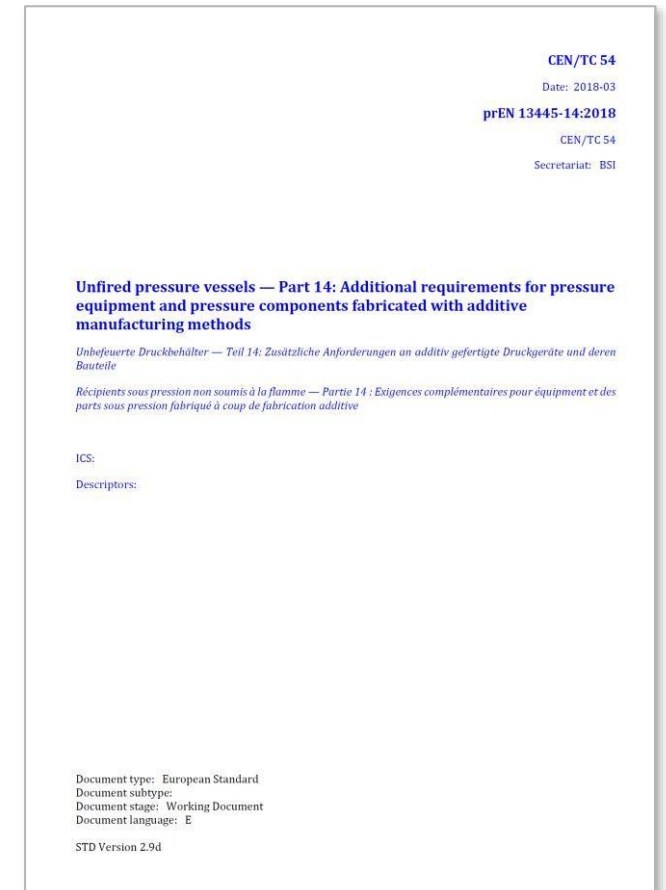 CEN/TC 54
Date: 2018-03
prEN 13445-14:2018
CEN/TC 54
Secretariat: BSI
Unfired pressure vessels — Part 14: Additional requirements for pressure
equipment and pressure components fabricated with additive
manufacturing methods
Unbefeuerte Druckbehälter — Teil 14: Zusätzliche Anforderungen an additiv gefertigte Druckgeräte und deren
Bauteile
Récipients sous pression non soumis à la flamme — Partie 14 : Exigences complémentaires pour équipment et des
parts sous pression fabriqué à coup de fabrication additive
ICS:
Descriptors:
Document type: European Standard
Document subtype:
Document stage: Working Document
Document language: E
STD Version 2.9d